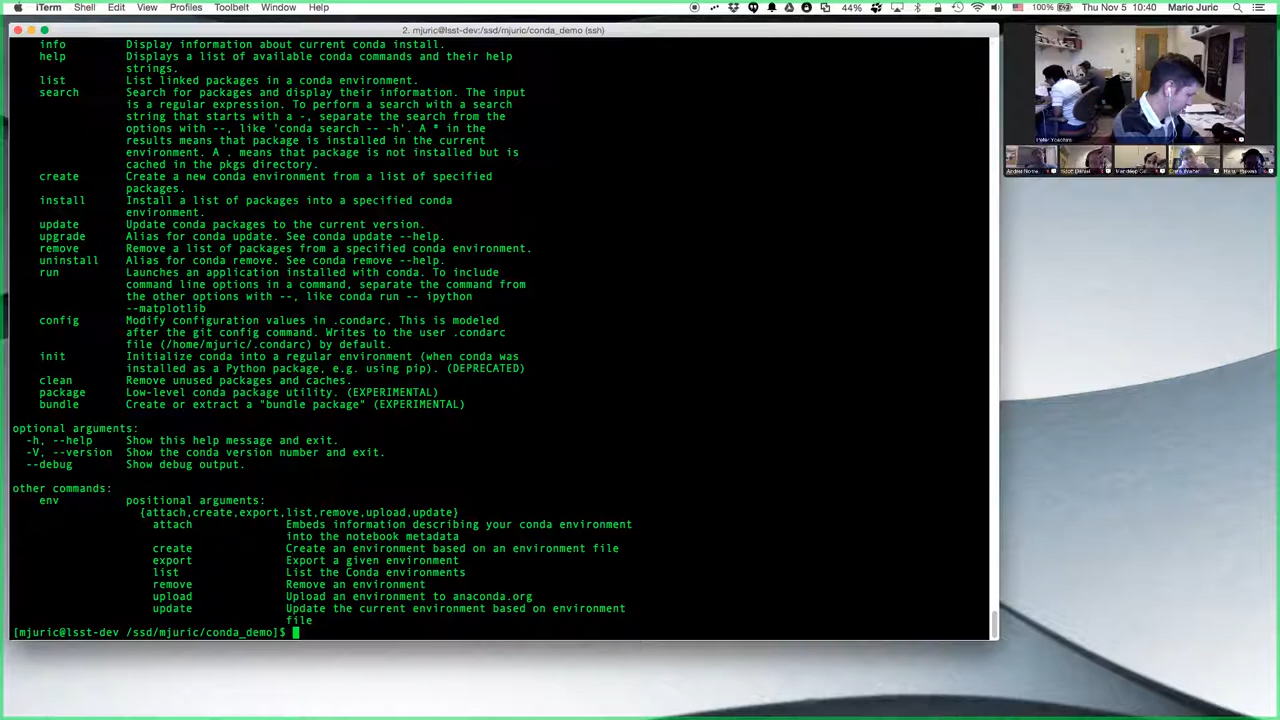 iTerm Shell Edit View Profiles Toolbelt Window Help 44% 100% Thu Nov 5 10:40 Mario Juric
2. mjuric@lsst-dev:/ssd/mjuric/conda_demo (ssh)
info Display information about current conda install.
help Displays a list of available conda commands and their help
strings.
list List linked packages in a conda environment.
search Search for packages and display their information. The input
is a regular expression. To perform a search with a search
string that starts with a -, separate the search from the
options with --, like 'conda search -- -h'. A * in the
results means that package is installed in the current
environment. A . means that package is not installed but is
cached in the pkgs directory.
create Create a new conda environment from a list of specified
packages.
install Install a list of packages into a specified conda
environment.
update Update conda packages to the current version.
upgrade Alias for conda update. See conda update --help.
remove Remove a list of packages from a specified conda environment.
uninstall Alias for conda remove. See conda remove --help.
run Launches an application installed with conda. To include
command line options in a command, separate the command from
the other options with --, like conda run -- ipython
--matplotlib
config Modify configuration values in .condarc. This is modeled
after the git config command. Writes to the user .condarc
file (/home/mjuric/.condarc) by default.
init Initialize conda into a regular environment (when conda was
installed as a Python package, e.g. using pip). (DEPRECATED)
clean Remove unused packages and caches.
package Low-level conda package utility. (EXPERIMENTAL)
bundle Create or extract a "bundle package" (EXPERIMENTAL)
optional arguments:
-h, --help Show this help message and exit.
-V, --version Show the conda version number and exit.
--debug Show debug output.
other commands:
env positional arguments:
{attach,create,export,list,remove,upload,update}
attach Embeds information describing your conda environment
into the notebook metadata
create Create an environment based on an environment file
export Export a given environment
list List the Conda environments
remove Remove an environment
upload Upload an environment to anaconda.org
update Update the current environment based on environment
file
[mjuric@lsst-dev /ssd/mjuric/conda_demo]$
Peter Yoachim
Scott Daniel